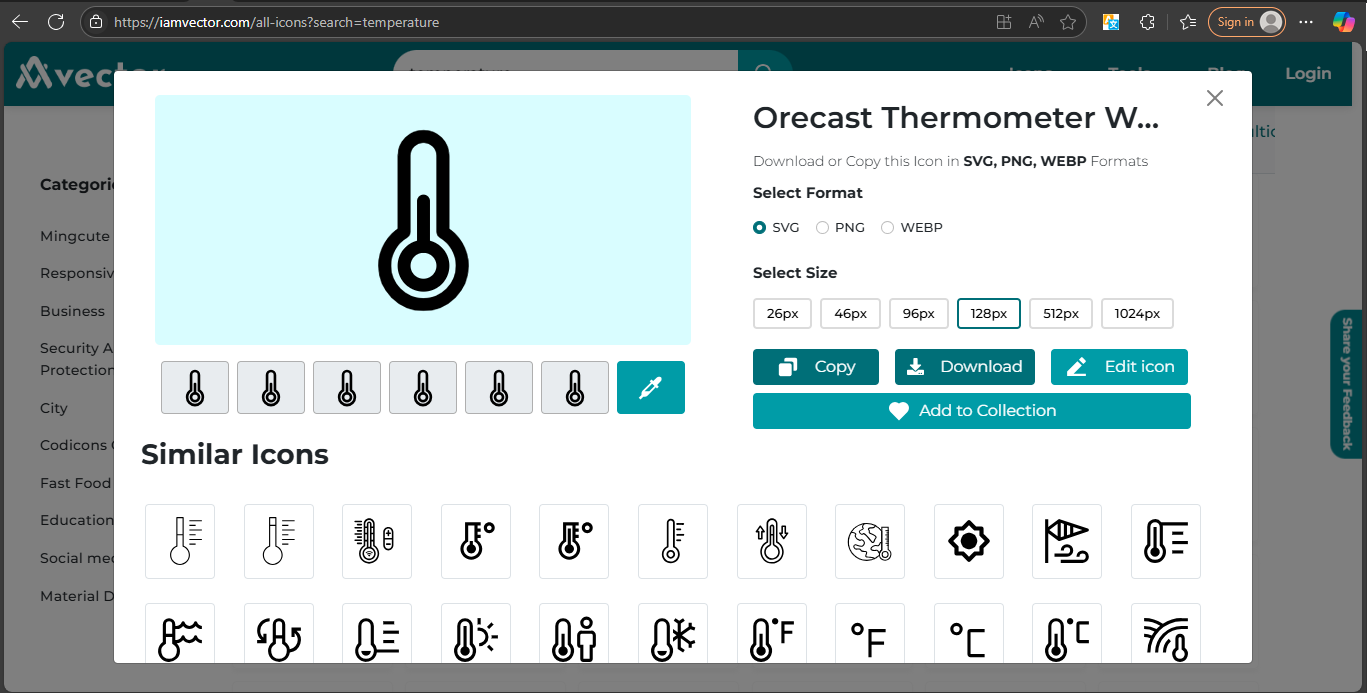 https://iamvector.com/all-icons?search=temperature
Sign in
vector
Login
Orecast Thermometer W...
Download or Copy this Icon in SVG, PNG, WEBP Formats
Select Format
SVG PNG WEBP
Select Size
26px 46px 96px 128px 512px 1024px
Copy Download Edit icon
Add to Collection
Mingcute
Responsiv
Business
Security A
Protection
City
Codicons
Fast Food
Education
Social me
Material D
Categori
Similar Icons
°F
°F °C °C
Share your Feedback